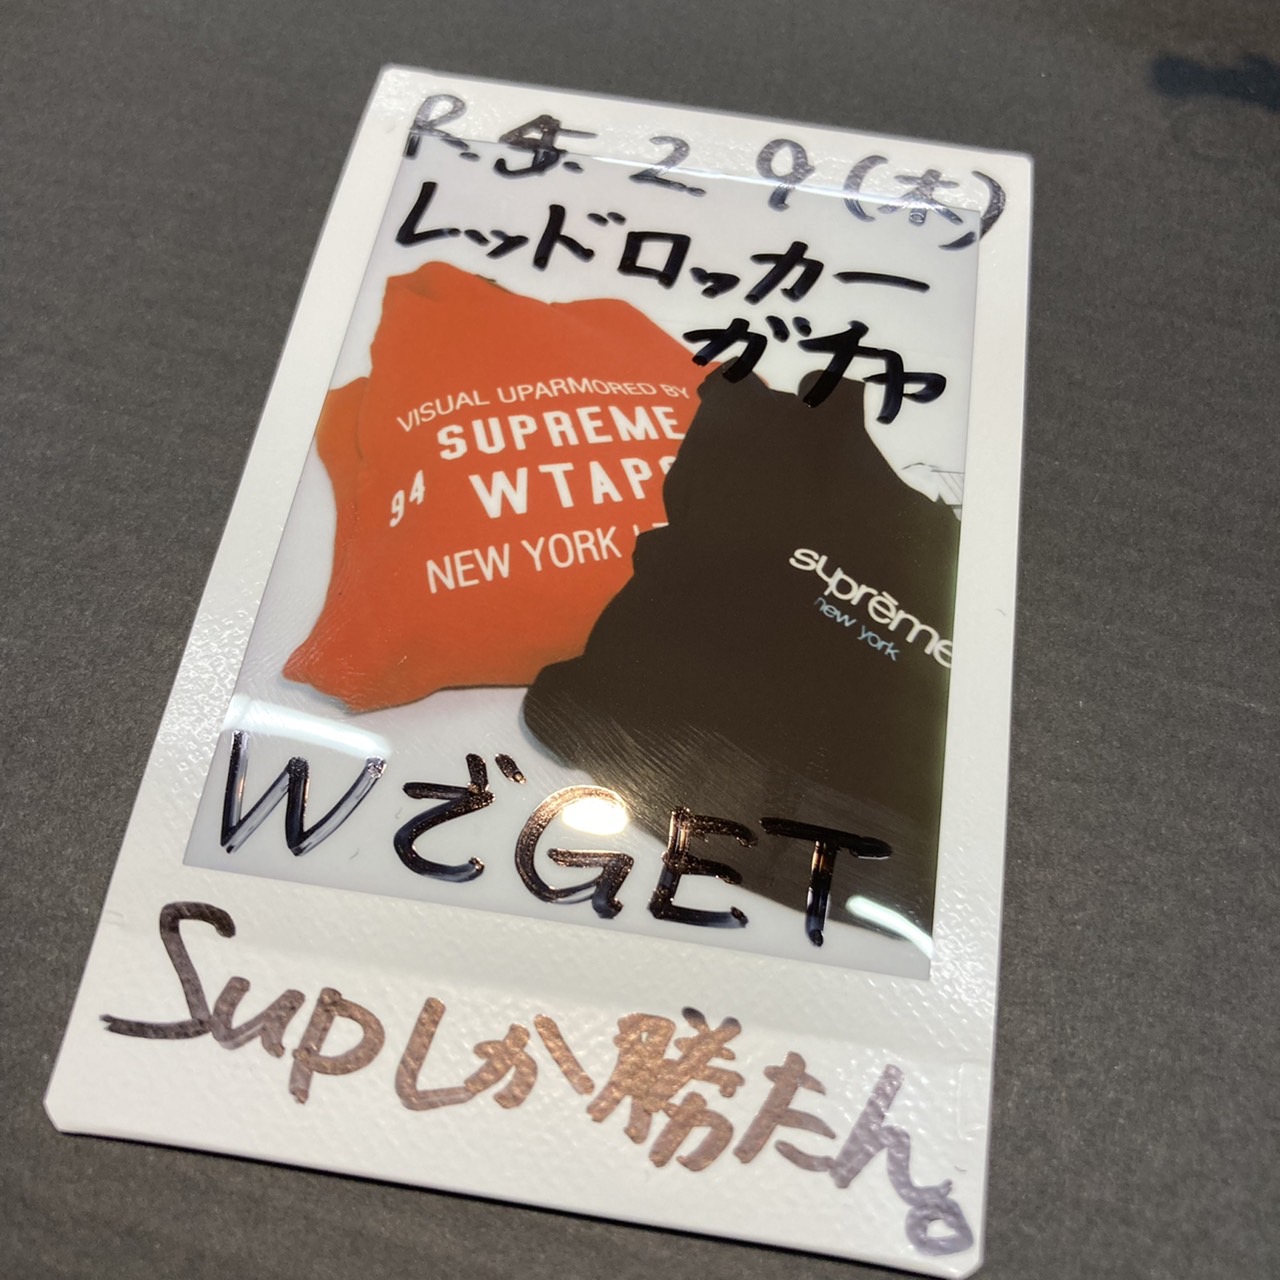 R.5. 2. 9(木)
レッドロッカー
ガチャ
VISUAL UPARMORED BY
SUPREME
94 WTAPS
NEW YORK
suprēme
new york
WでGET
Supしか勝たん。